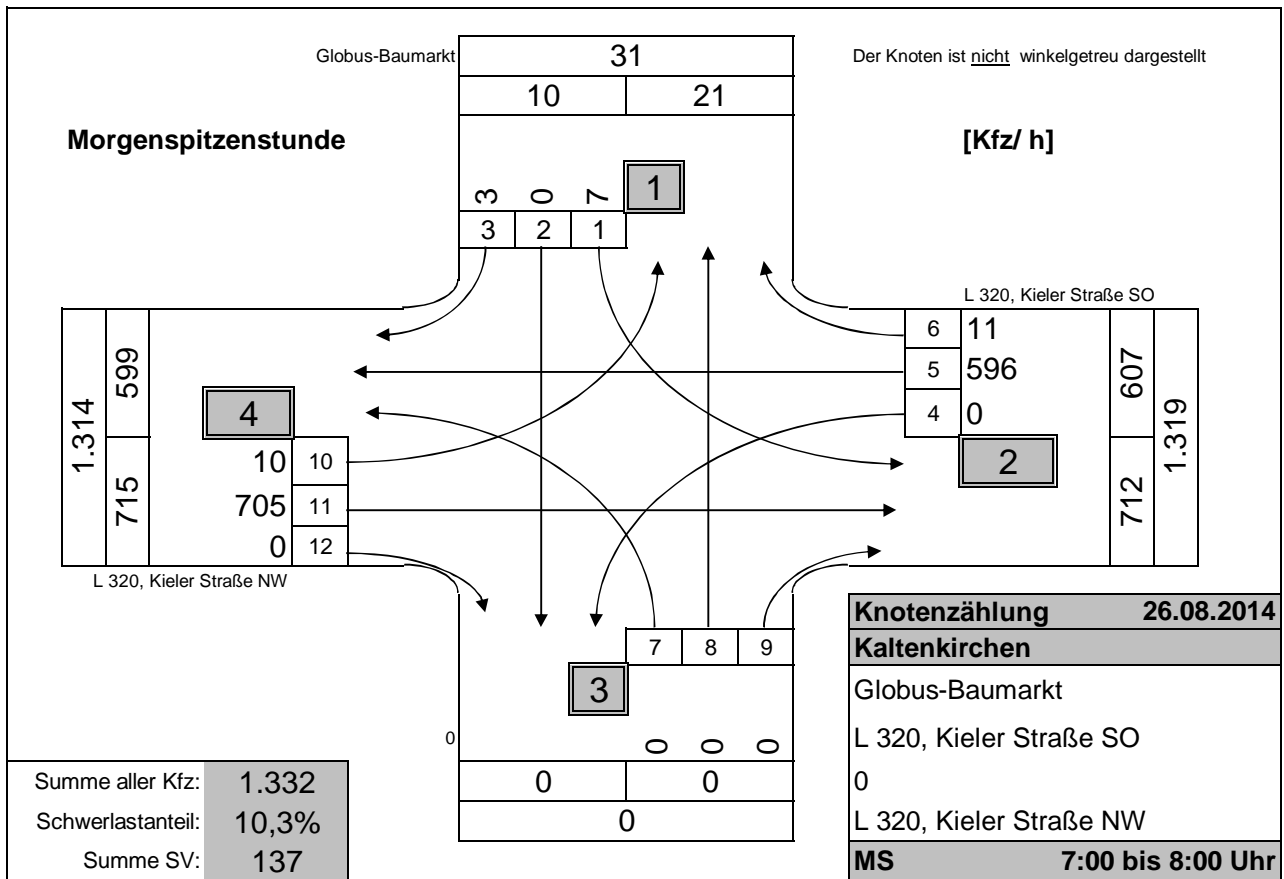 Globus-Baumarkt
31
Der Knoten ist nicht winkelgetreu dargestellt
10 21
Morgenspitzenstunde
[Kfz/ h]
1
3 0 7
3 2 1
L 320, Kieler Straße SO
6 11
5 596
4 0
607
712
1.319
2
1.314
599
715
4
10 10
705 11
0 12
L 320, Kieler Straße NW
7 8 9
3
0
0 0 0
0 0
0
Knotenzählung 26.08.2014
Kaltenkirchen
Globus-Baumarkt
L 320, Kieler Straße SO
0
L 320, Kieler Straße NW
MS 7:00 bis 8:00 Uhr
Summe aller Kfz: 1.332
Schwerlastanteil: 10,3%
Summe SV: 137